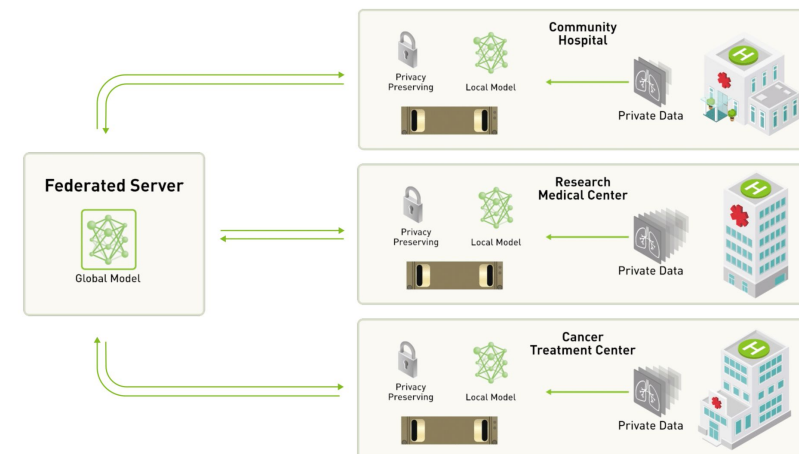 Community
Hospital
Privacy
Preserving
Local Model
Private Data
H
Federated Server
Global Model
Research
Medical Center
Privacy
Preserving
Local Model
Private Data
H
Cancer
Treatment Center
Privacy
Preserving
Local Model
Private Data
H